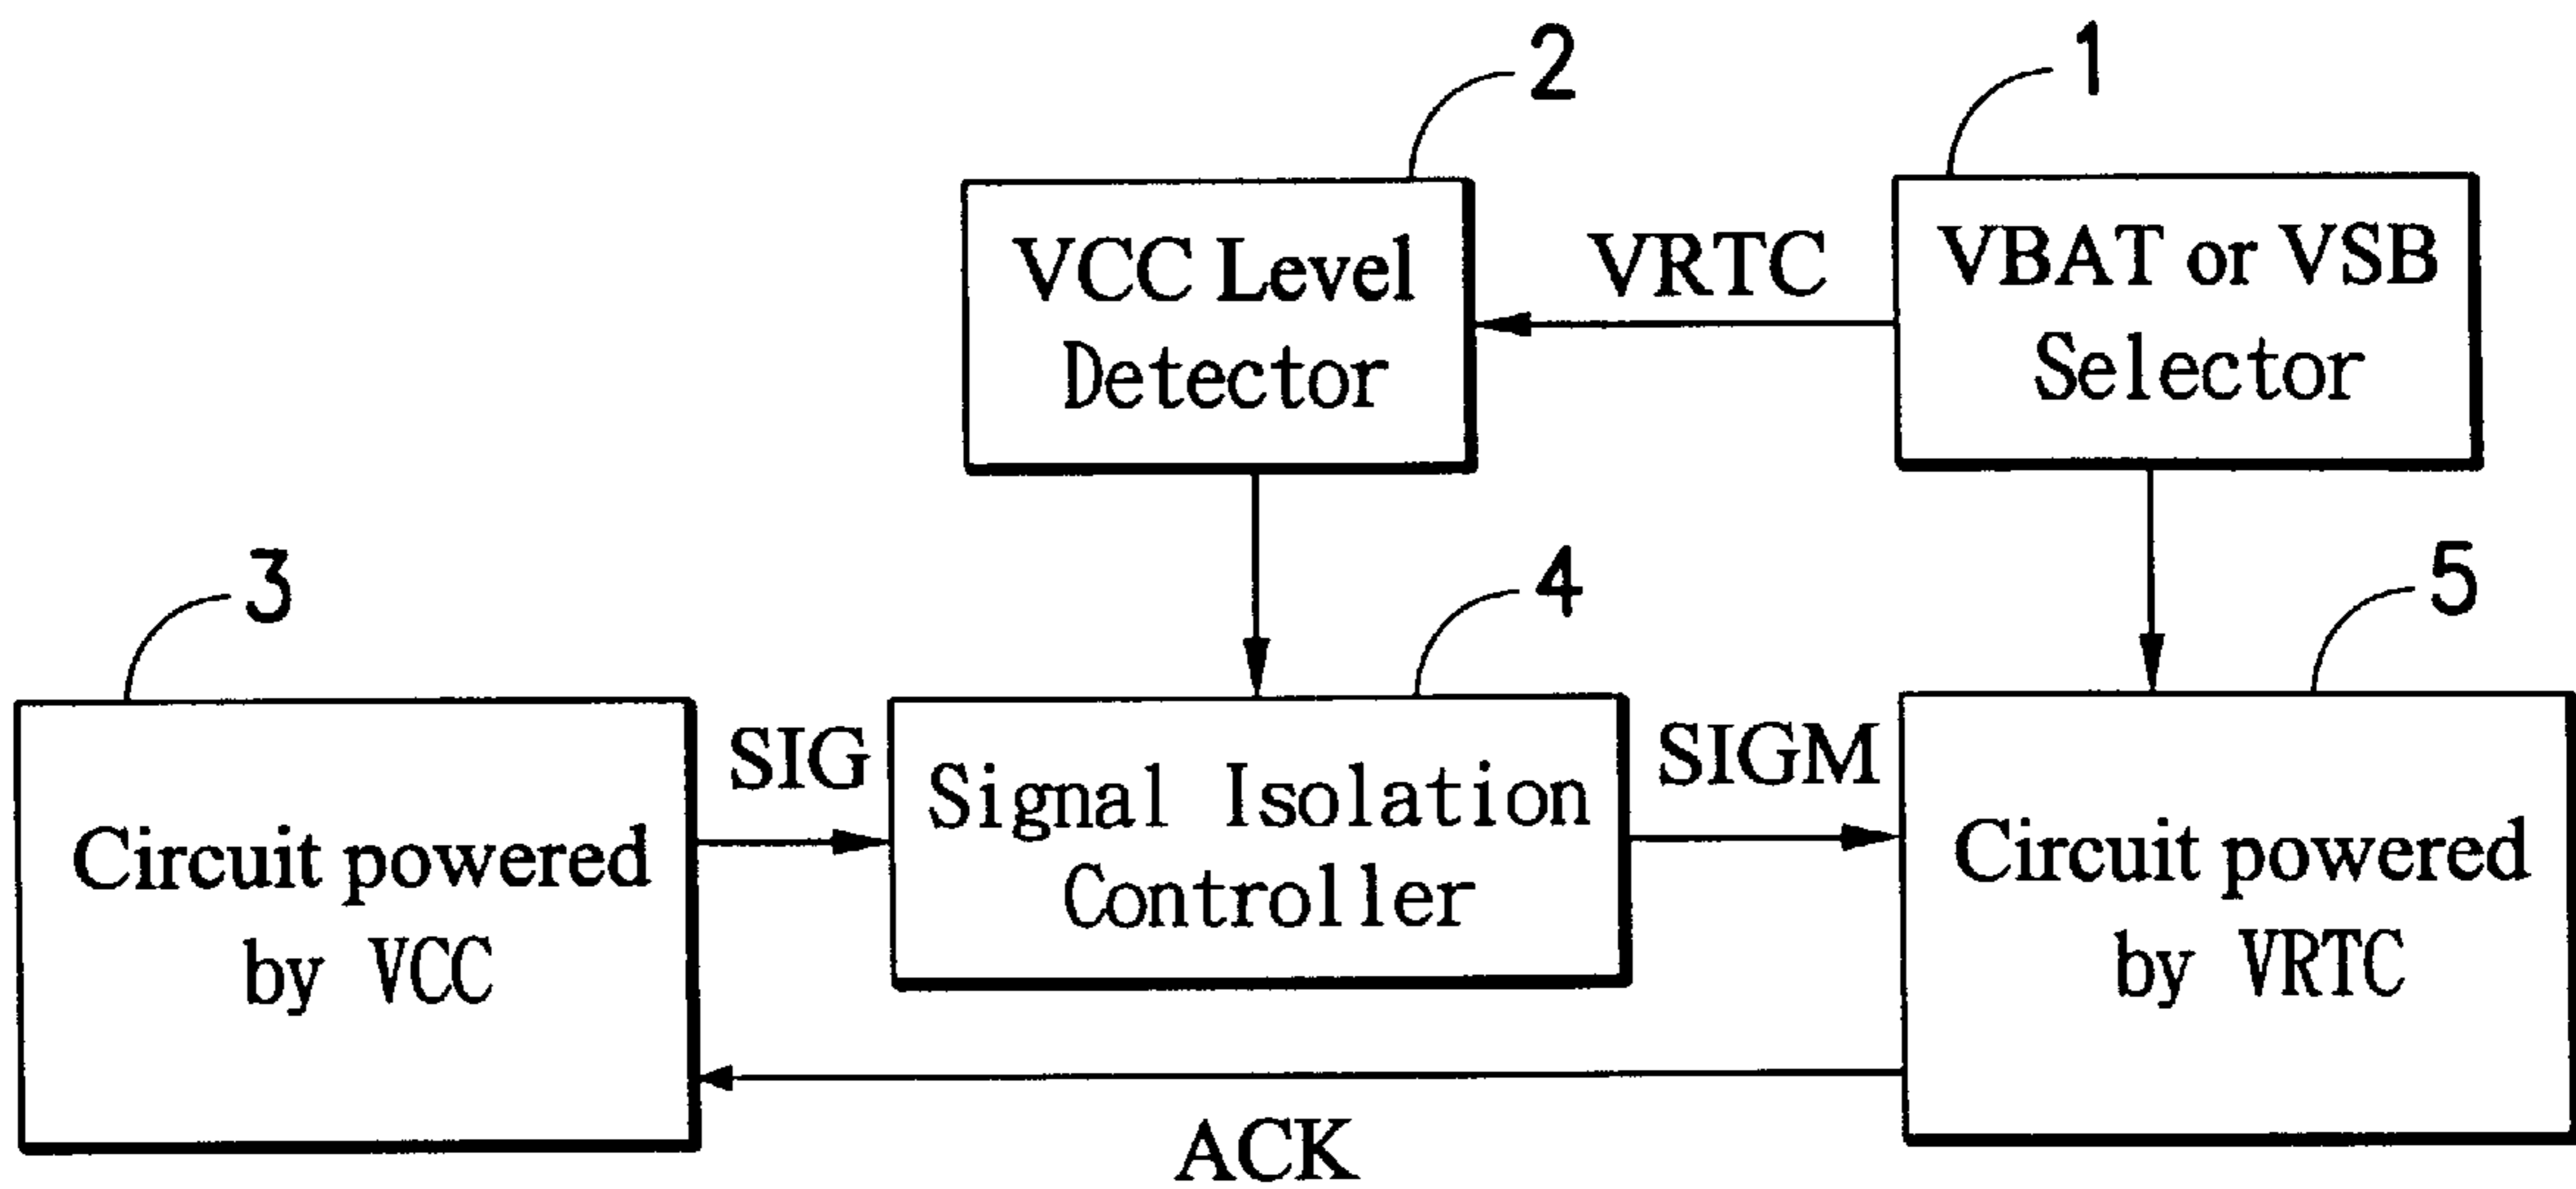 2
1
VCC Level
Detector
VRTC
VBAT or VSB
Selector
3
4
5
Circuit powered
by VCC
SIG
Signal Isolation
Controller
SIGM
Circuit powered
by VRTC
ACK